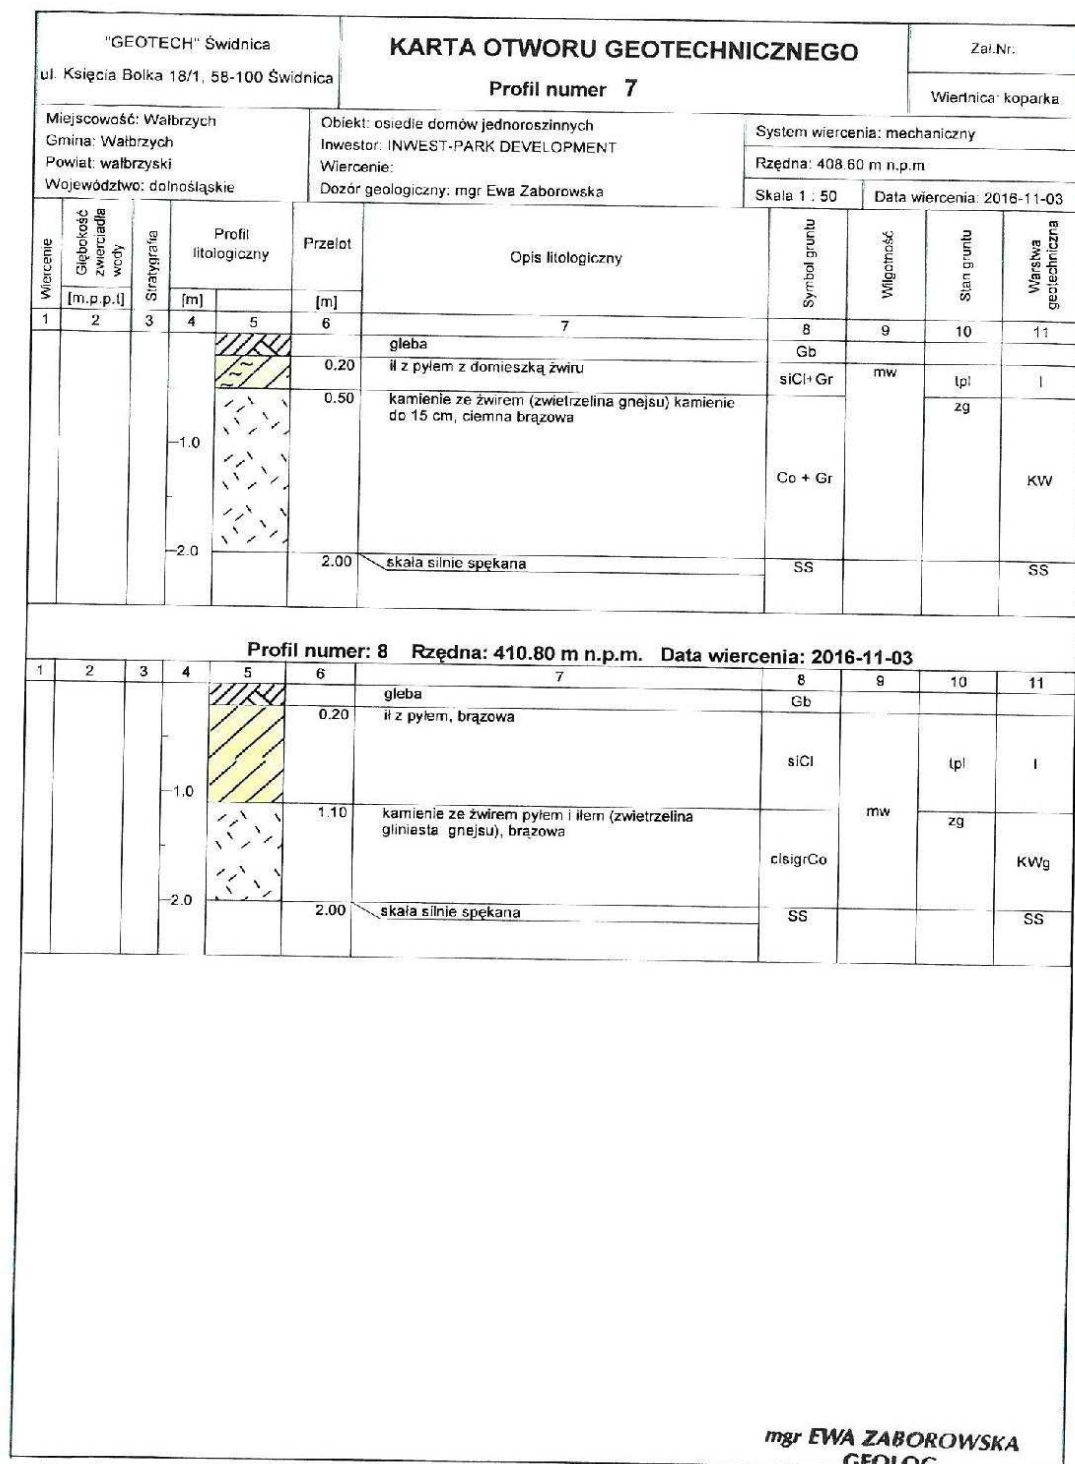 "GEOTECH" Świdnica
ul. Księcia Bolka 18/1, 58-100 Świdnica
KARTA OTWORU GEOTECHNICZNEGO
Profil numer 7
Zał.Nr:
Wiertnica: koparka
Miejscowość: Wałbrzych
Gmina: Wałbrzych
Powiat: wałbrzyski
Województwo: dolnośląskie
Obiekt: osiedle domów jednoroszinnych
Inwestor: INWEST-PARK DEVELOPMENT
Wiercenie:
Dozór geologiczny: mgr Ewa Zaborowska
System wiercenia: mechaniczny
Rzędna: 408.60 m n.p.m
Skala 1 : 50 Data wiercenia: 2016-11-03
Wiercenie
Głębokość zwierciadła wody
[m.p.p.t]
Stratygrafia
Profil litologiczny
[m]
Przelot
[m]
Opis litologiczny
Symbol gruntu
Wilgotność
Stan gruntu
Warstwa geotechniczna
1 2 3 4 5 6 7 8 9 10 11
gleba Gb
0.20 ił z pyłem z domieszką żwiru siCl+Gr mw tpl I
0.50 kamienie ze żwirem (zwietrzelina gnejsu) kamienie zg
do 15 cm, ciemna brązowa
1.0
Co + Gr KW
2.0
2.00 skała silnie spękana SS SS
Profil numer: 8 Rzędna: 410.80 m n.p.m. Data wiercenia: 2016-11-03
1 2 3 4 5 6 7 8 9 10 11
gleba Gb
0.20 ił z pyłem, brązowa
siCl tpl I
1.0
1.10 kamienie ze żwirem pyłem i iłem (zwietrzelina mw zg
gliniasta gnejsu), brązowa
clsigrCo KWg
2.0
2.00 skała silnie spękana SS SS
mgr EWA ZABOROWSKA
GEOLOG